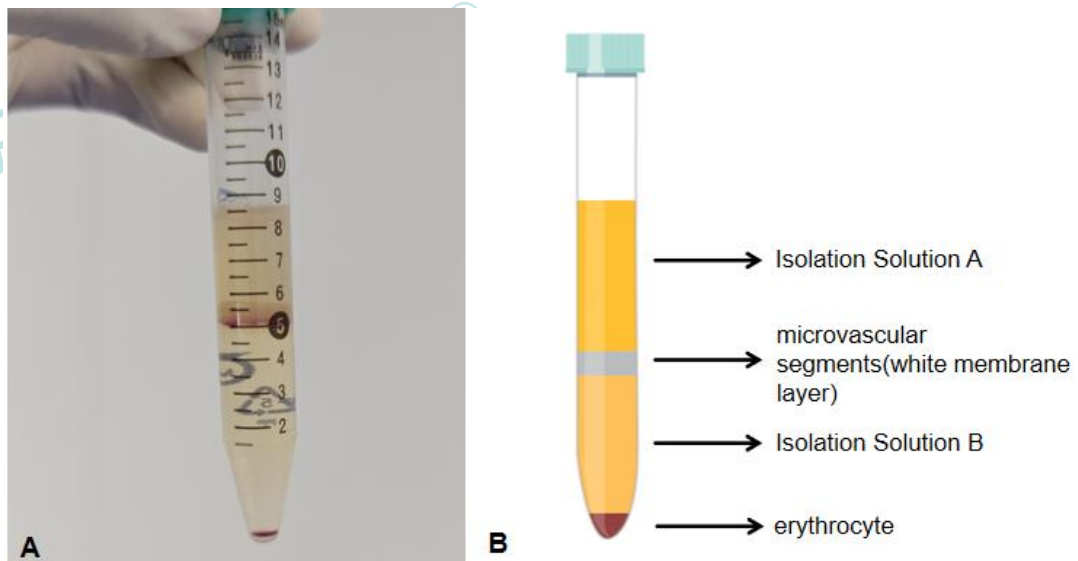 14
13
12
11
10
9
8
7
6
5
4
3
2
A
B
Isolation Solution A
microvascular
segments(white membrane
layer)
Isolation Solution B
erythrocyte